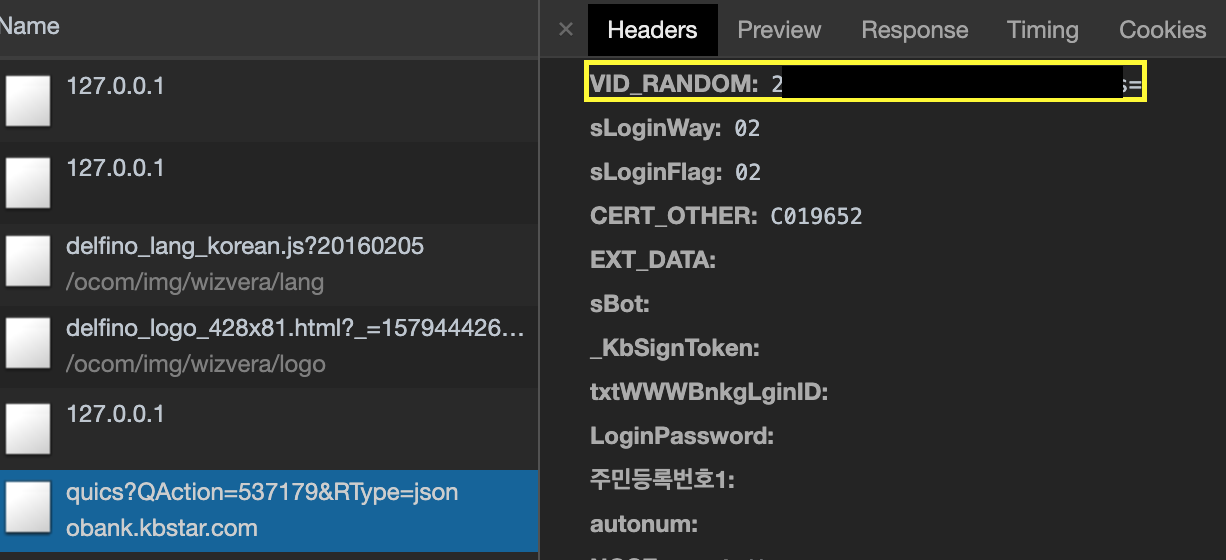 Name
127.0.0.1
127.0.0.1
delfino_lang_korean.js?20160205
/ocom/img/wizvera/lang
delfino_logo_428x81.html?_=157944426…
/ocom/img/wizvera/logo
127.0.0.1
quics?QAction=537179&RType=json
obank.kbstar.com
× Headers Preview Response Timing Cookies
VID_RANDOM: 2 =
sLoginWay: 02
sLoginFlag: 02
CERT_OTHER: C019652
EXT_DATA:
sBot:
_KbSignToken:
txtWWWBnkgLginID:
LoginPassword:
주민등록번호1:
autonum: